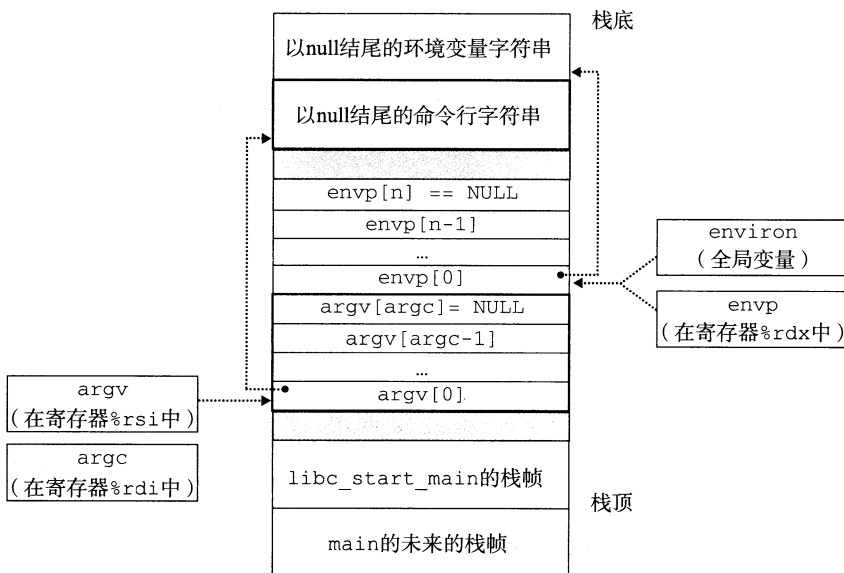 栈底
以null结尾的环境变量字符串
以null结尾的命令行字符串
envp[n] == NULL
envp[n-1]
…
envp[0]
argv[argc]= NULL
argv[argc-1]
…
argv[0]
libc_start_main的栈帧
main的未来的栈帧
栈顶
environ
(全局变量)
envp
(在寄存器%rdx中)
argv
(在寄存器%rsi中)
argc
(在寄存器%rdi中)